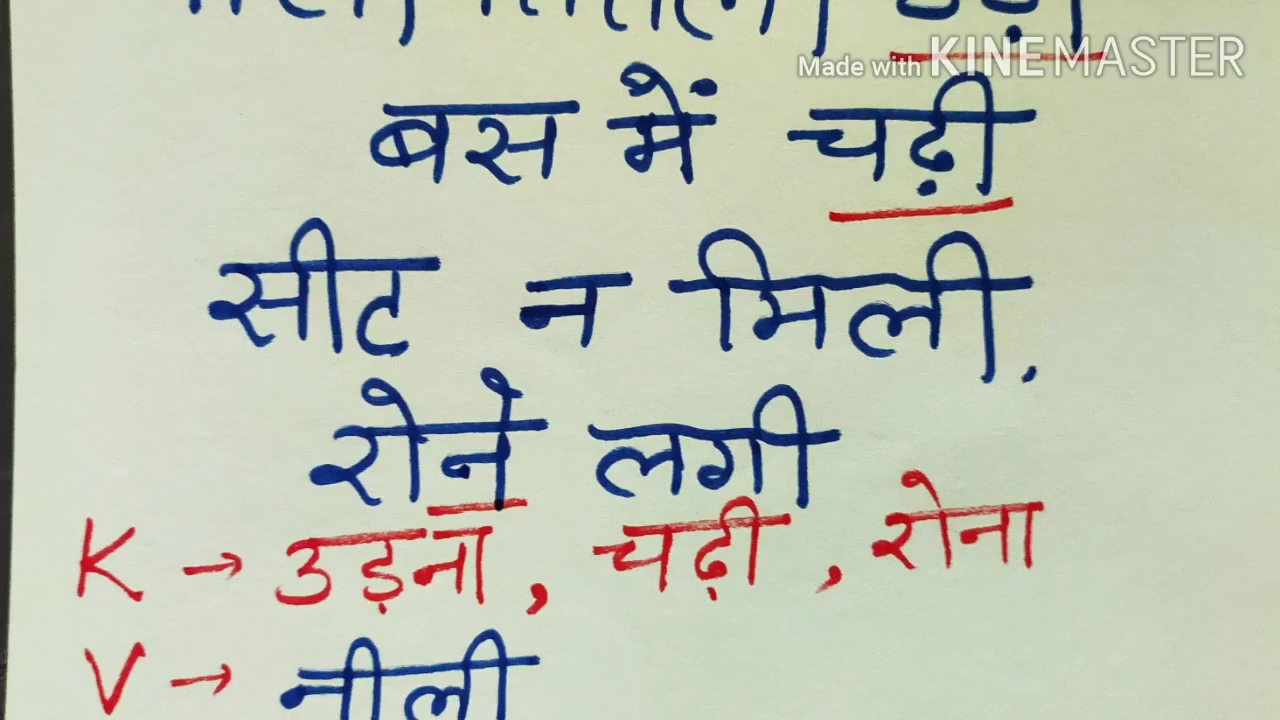 Made with KINEMASTER
बस में चढ़ी
सीट न मिली.
रोने लगी
K → उड़ना, चढ़ी, रोना
V → नीली